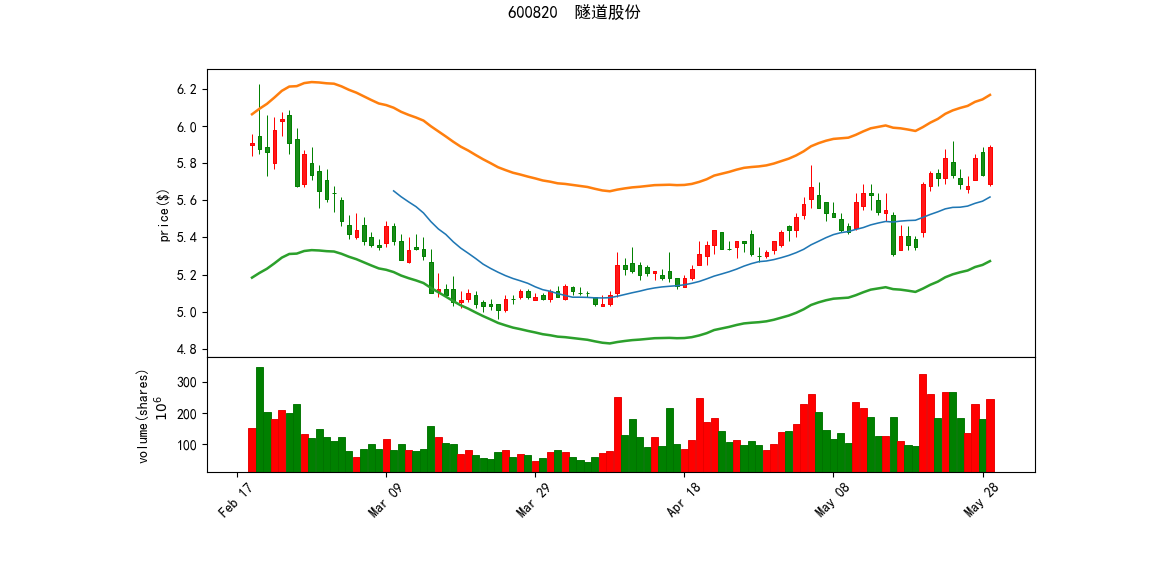 600820 隧道股份
price($)
6.2
6.0
5.8
5.6
5.4
5.2
5.0
4.8
volume(shares)
10^6
300
200
100
Feb 17
Mar 09
Mar 29
Apr 18
May 08
May 28